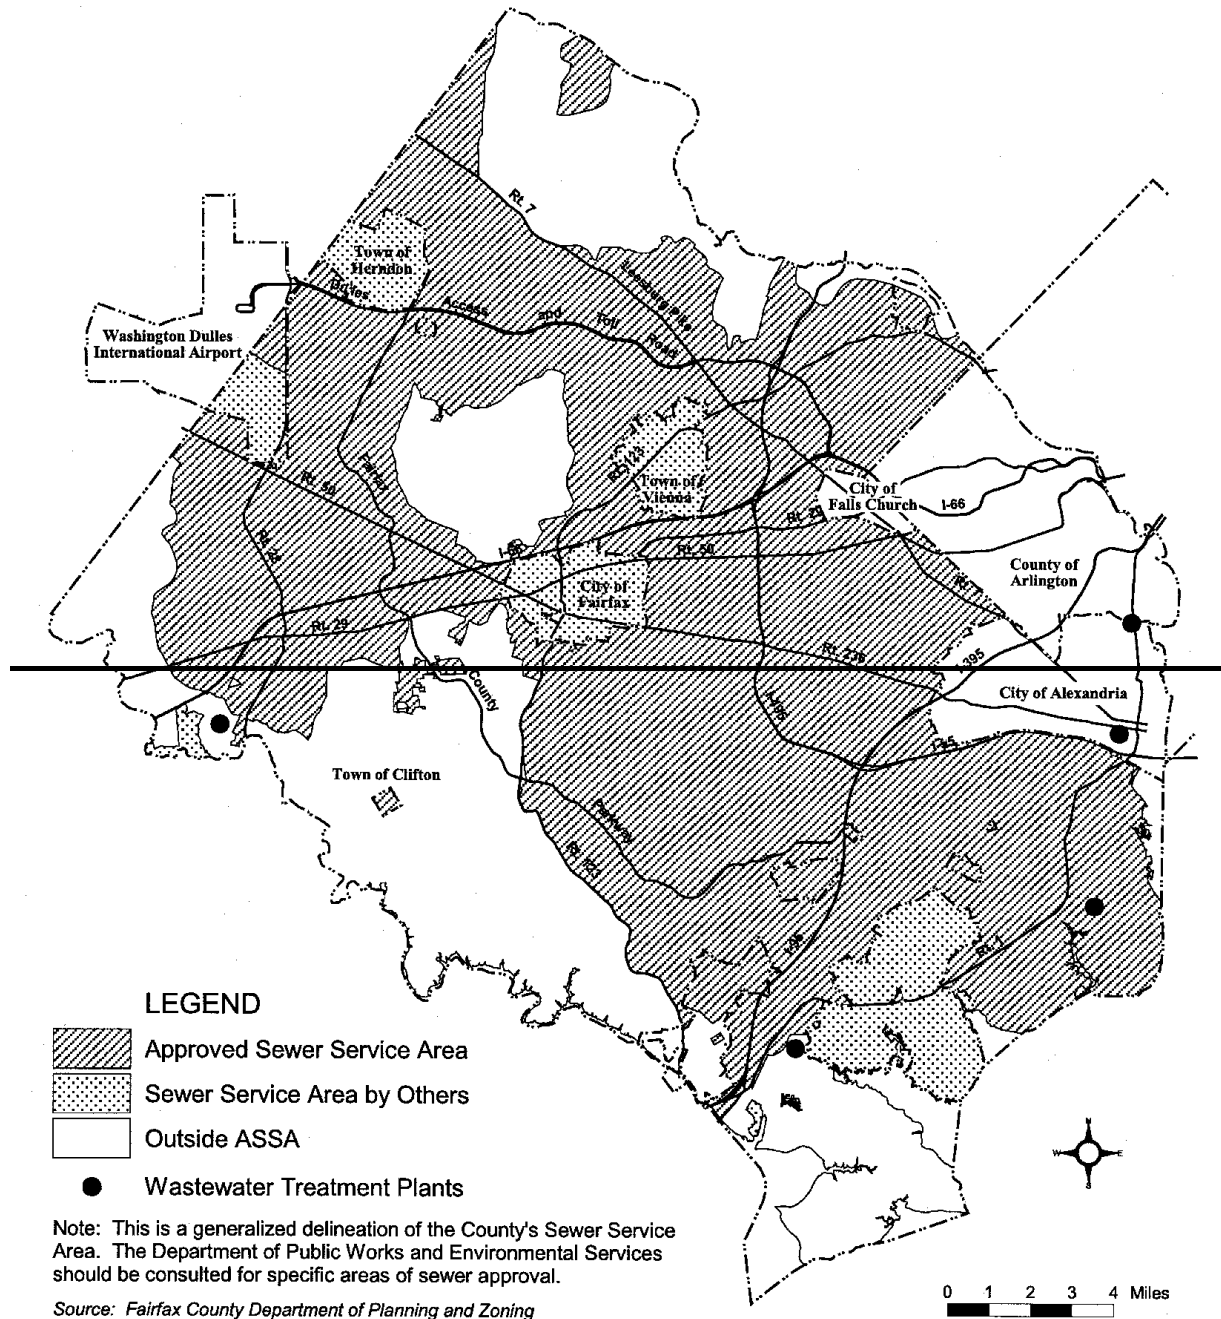 Rt. 7
Town of
Herndon
Leesburg Pike
Dulles
Access
and
Toll
Road
Washington Dulles
International Airport
Rt. 123
Town of
Vienna
Fairfax
Rt. 50
City of
Falls Church
I-66
Rt. 29
Rt. 50
I-66
Rt. 28
County of
Arlington
City of
Fairfax
Rt. 7
Rt. 29
Rt. 236
I-395
County
City of Alexandria
I-495
I-95
Town of Clifton
Parkway
Rt. 123
I-95
Rt. 1
LEGEND
Approved Sewer Service Area
Sewer Service Area by Others
Outside ASSA
Wastewater Treatment Plants
N
W
E
S
Note: This is a generalized delineation of the County's Sewer Service
Area. The Department of Public Works and Environmental Services
should be consulted for specific areas of sewer approval.
Source: Fairfax County Department of Planning and Zoning
0 1 2 3 4 Miles